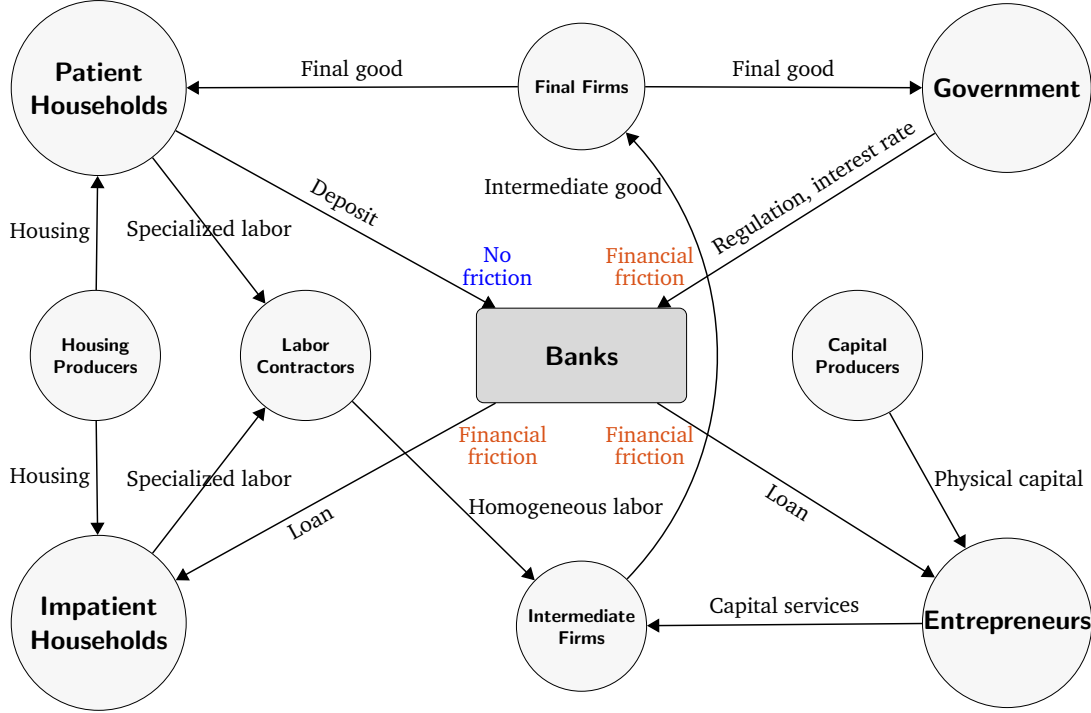 Final good
Final good
Patient
Households
Final Firms
Government
Intermediate good
Deposit
Regulation, interest rate
Housing
Specialized labor
No
friction
Financial
friction
Housing
Producers
Labor
Contractors
Banks
Capital
Producers
Financial
friction
Financial
friction
Housing
Specialized labor
Physical capital
Loan
Homogeneous labor
Loan
Impatient
Households
Intermediate
Firms
Capital services
Entrepreneurs